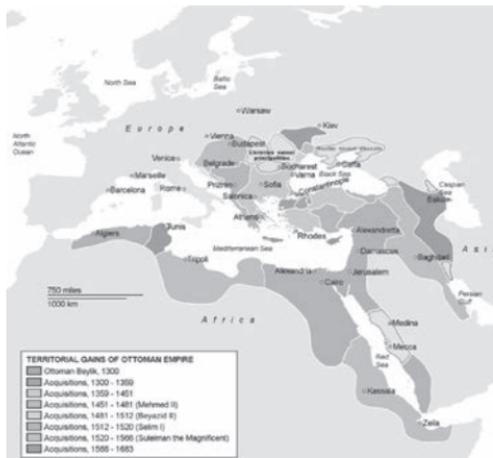 North Sea
Baltic
Sea
Warsaw
Kiev
North
Atlantic
Ocean
Europe
Vienna
Budapest
Venice
Belgrade
Bucharest
Caffa
Marseille
Varna
Black Sea
Caspian
Sea
Barcelona
Rome
Prizren
Sofia
Constantinople
Salonica
Athens
Algiers
Tunis
Rhodes
Alexandretta
Mediterranean Sea
Damascus
Baghdad
Tripoli
Alexandria
Jerusalem
Cairo
Persian
Gulf
750 miles
1000 km
Africa
Medina
Mecca
Red
Sea
Kassala
Zeila
TERRITORIAL GAINS OF OTTOMAN EMPIRE
Ottoman Beylik, 1300
Acquisitions, 1300 - 1359
Acquisitions, 1359 - 1451
Acquisitions, 1451 - 1481 (Mehmed II)
Acquisitions, 1481 - 1512 (Beyazid II)
Acquisitions, 1512 - 1520 (Selim I)
Acquisitions, 1520 - 1566 (Suleiman the Magnificent)
Acquisitions, 1566 - 1683